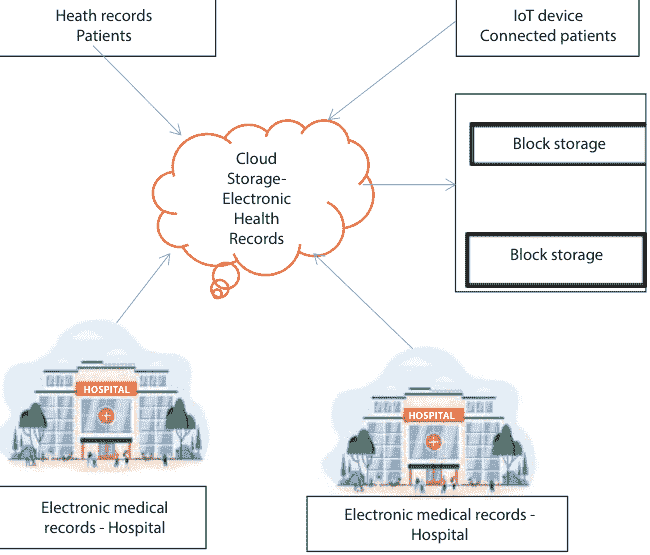 Heath records
Patients
IoT device
Connected patients
Block storage
Cloud
Storage-
Electronic
Health
Records
Block storage
HOSPITAL
HOSPITAL
Electronic medical
records - Hospital
Electronic medical records -
Hospital